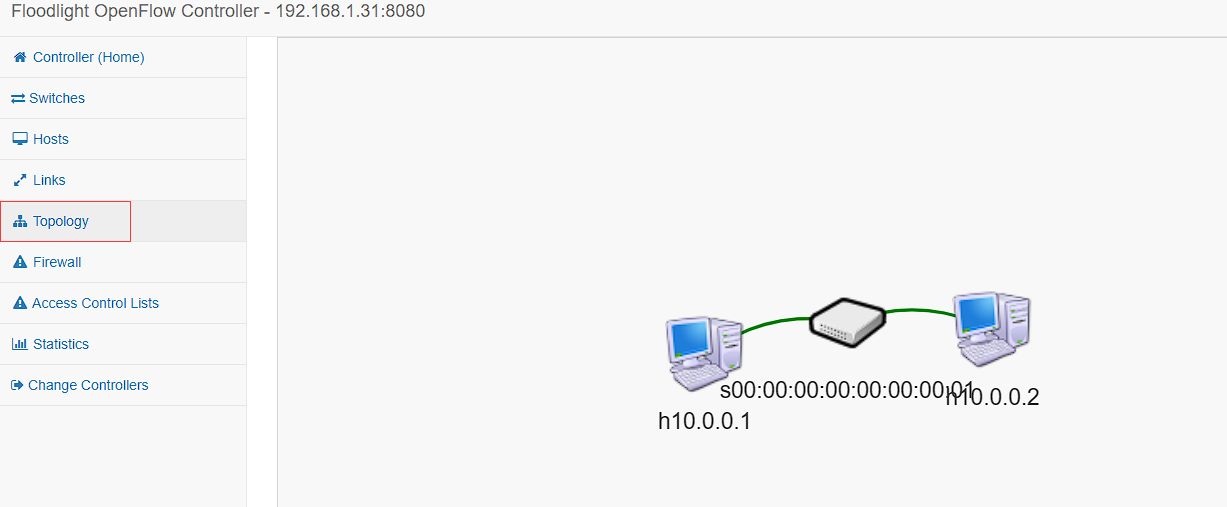 Floodlight OpenFlow Controller - 192.168.1.31:8080
Controller (Home)
Switches
Hosts
Links
Topology
Firewall
Access Control Lists
Statistics
Change Controllers
s00:00:00:00:00:00:00:01
h10.0.0.2
h10.0.0.1